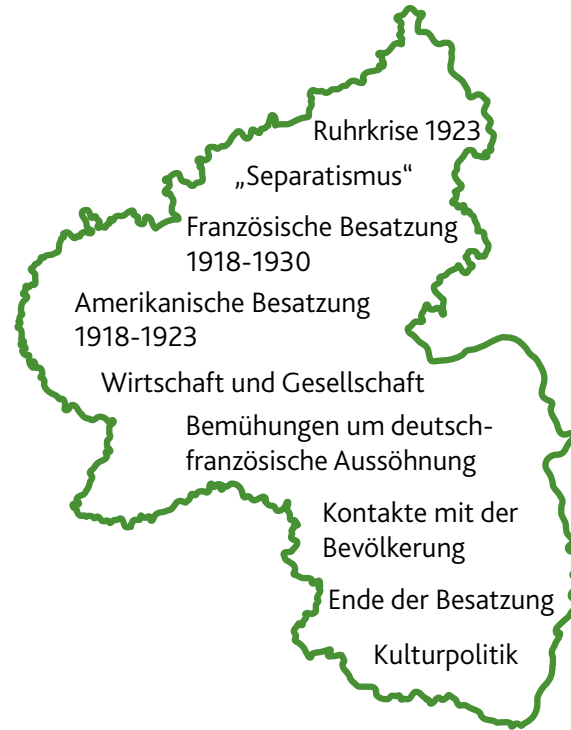 Ruhrkrise 1923
„Separatismus“
Französische Besatzung
1918-1930
Amerikanische Besatzung
1918-1923
Wirtschaft und Gesellschaft
Bemühungen um deutsch-
französische Aussöhnung
Kontakte mit der
Bevölkerung
Ende der Besatzung
Kulturpolitik